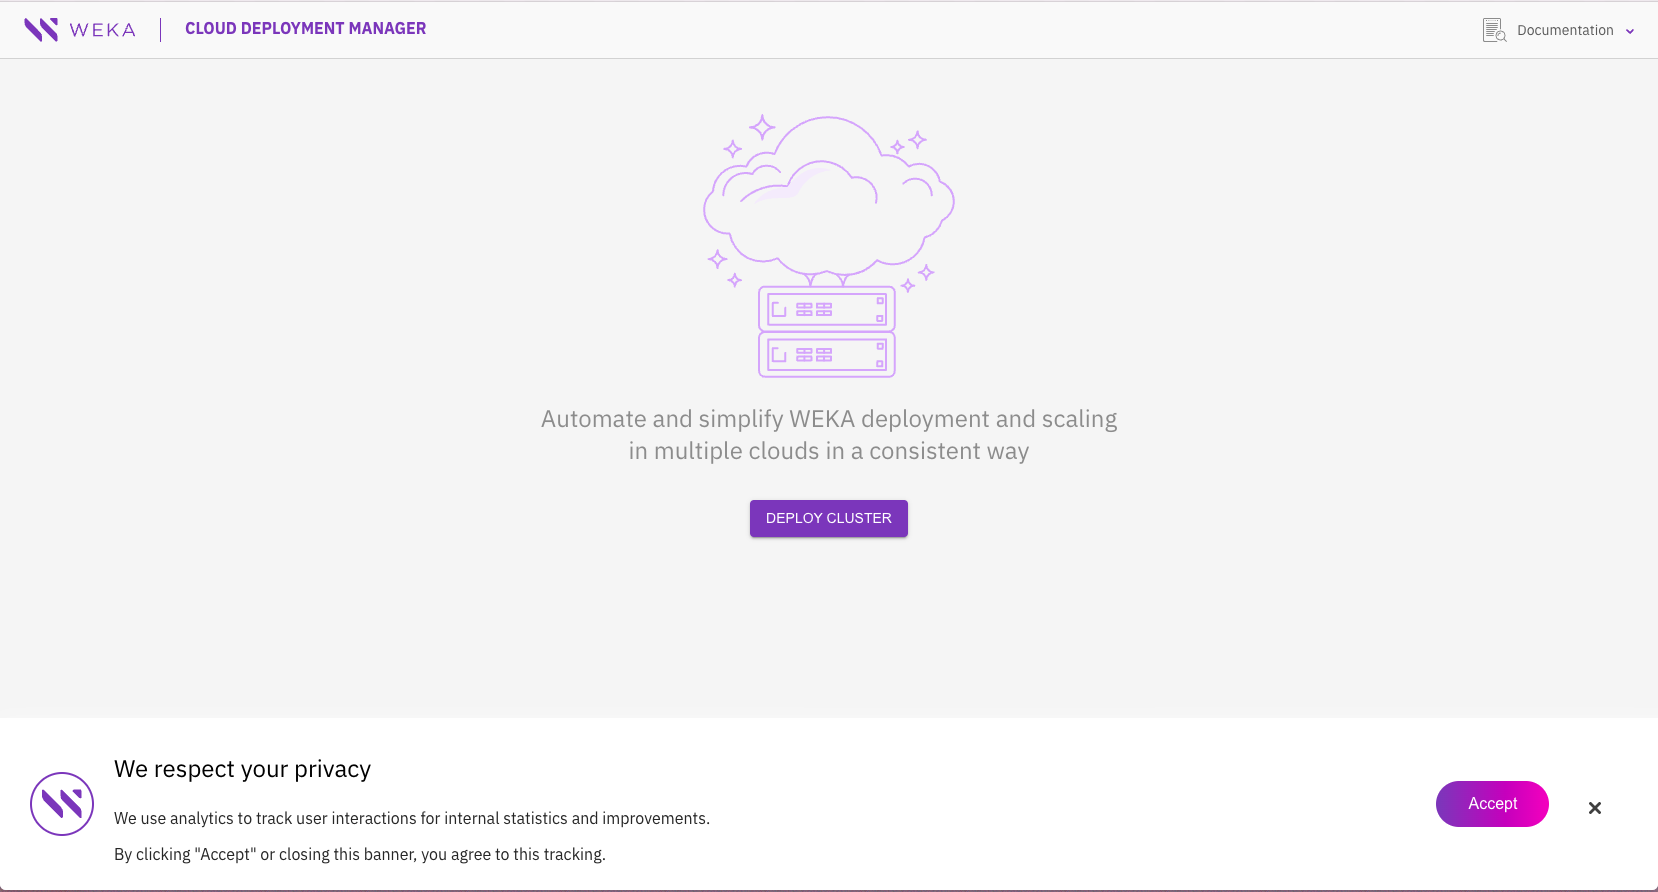 WEKA
CLOUD DEPLOYMENT MANAGER
Documentation
Automate and simplify WEKA deployment and scaling
in multiple clouds in a consistent way
DEPLOY CLUSTER
We respect your privacy
We use analytics to track user interactions for internal statistics and improvements.
By clicking "Accept" or closing this banner, you agree to this tracking.
Accept